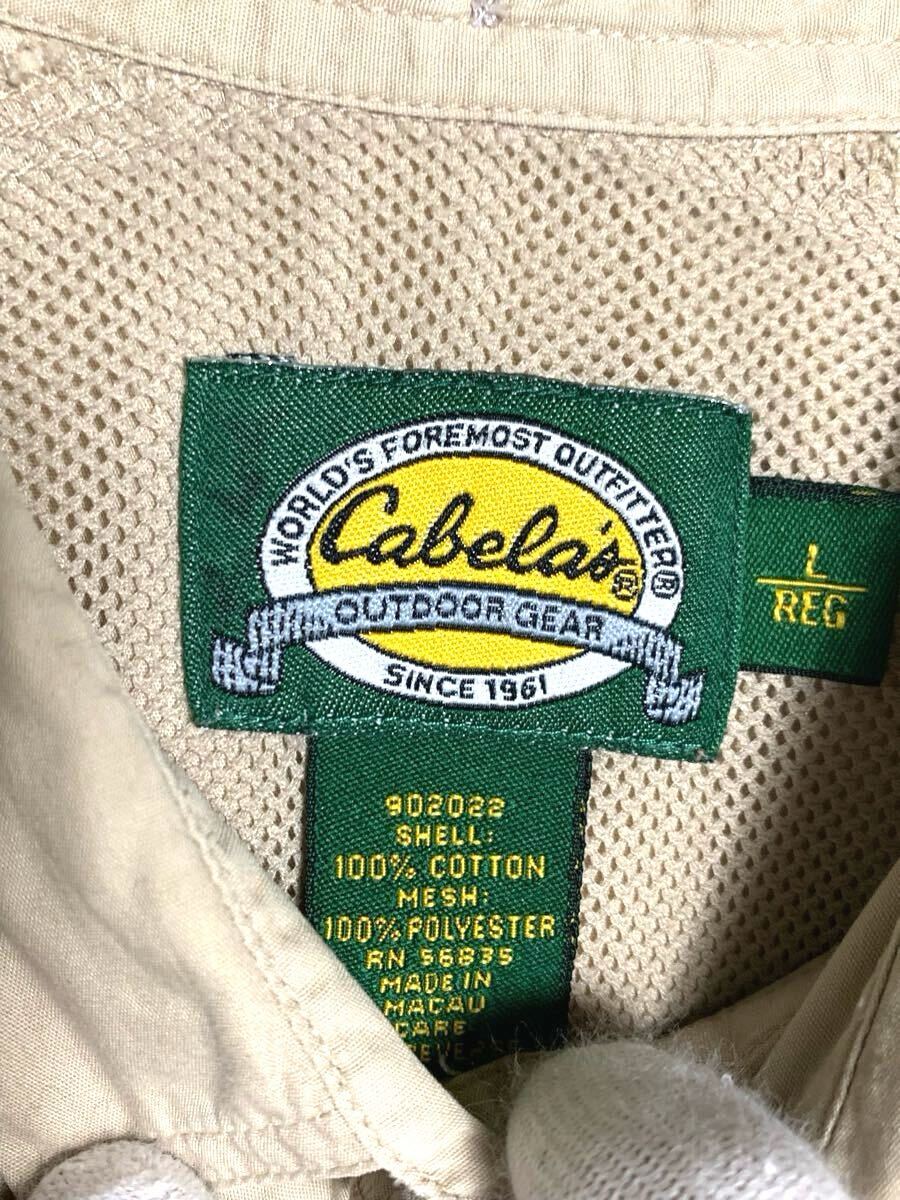 WORLD'S FOREMOST OUTFITTER®
Cabela's®
OUTDOOR GEAR
SINCE 1961
L
REG
902022
SHELL:
100% COTTON
MESH:
100% POLYESTER
RN 56835
MADE IN
MACAU
CARE